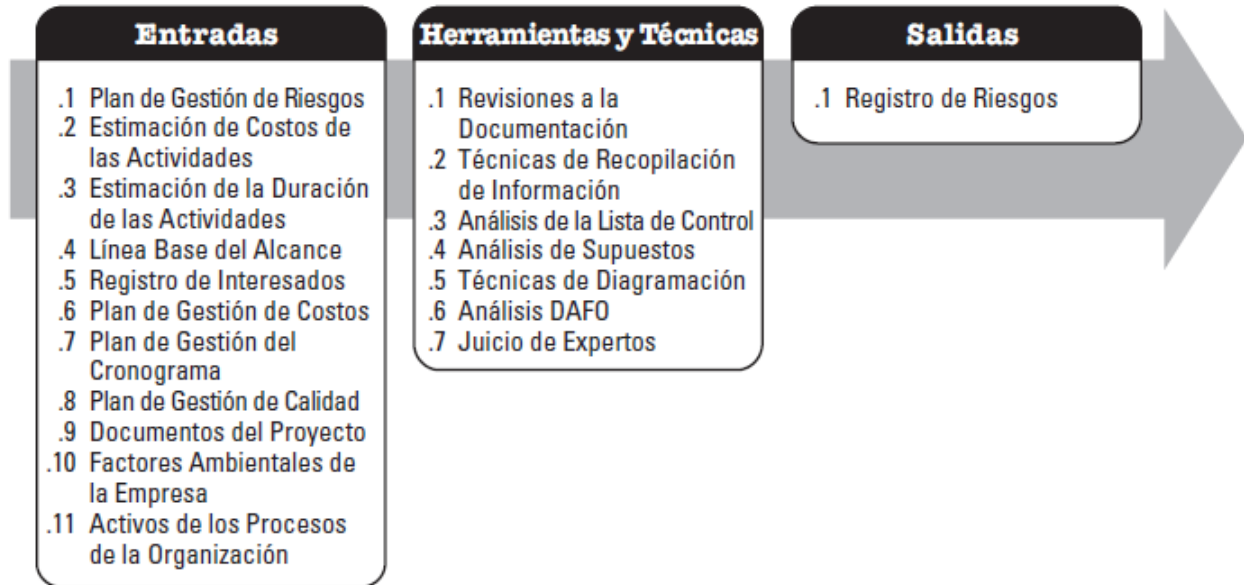 Entradas
.1 Plan de Gestión de Riesgos
.2 Estimación de Costos de
las Actividades
.3 Estimación de la Duración
de las Actividades
.4 Línea Base del Alcance
.5 Registro de Interesados
.6 Plan de Gestión de Costos
.7 Plan de Gestión del
Cronograma
.8 Plan de Gestión de Calidad
.9 Documentos del Proyecto
.10 Factores Ambientales de
la Empresa
.11 Activos de los Procesos
de la Organización
Herramientas y Técnicas
.1 Revisiones a la
Documentación
.2 Técnicas de Recopilación
de Información
.3 Análisis de la Lista de Control
.4 Análisis de Supuestos
.5 Técnicas de Diagramación
.6 Análisis DAFO
.7 Juicio de Expertos
Salidas
.1 Registro de Riesgos